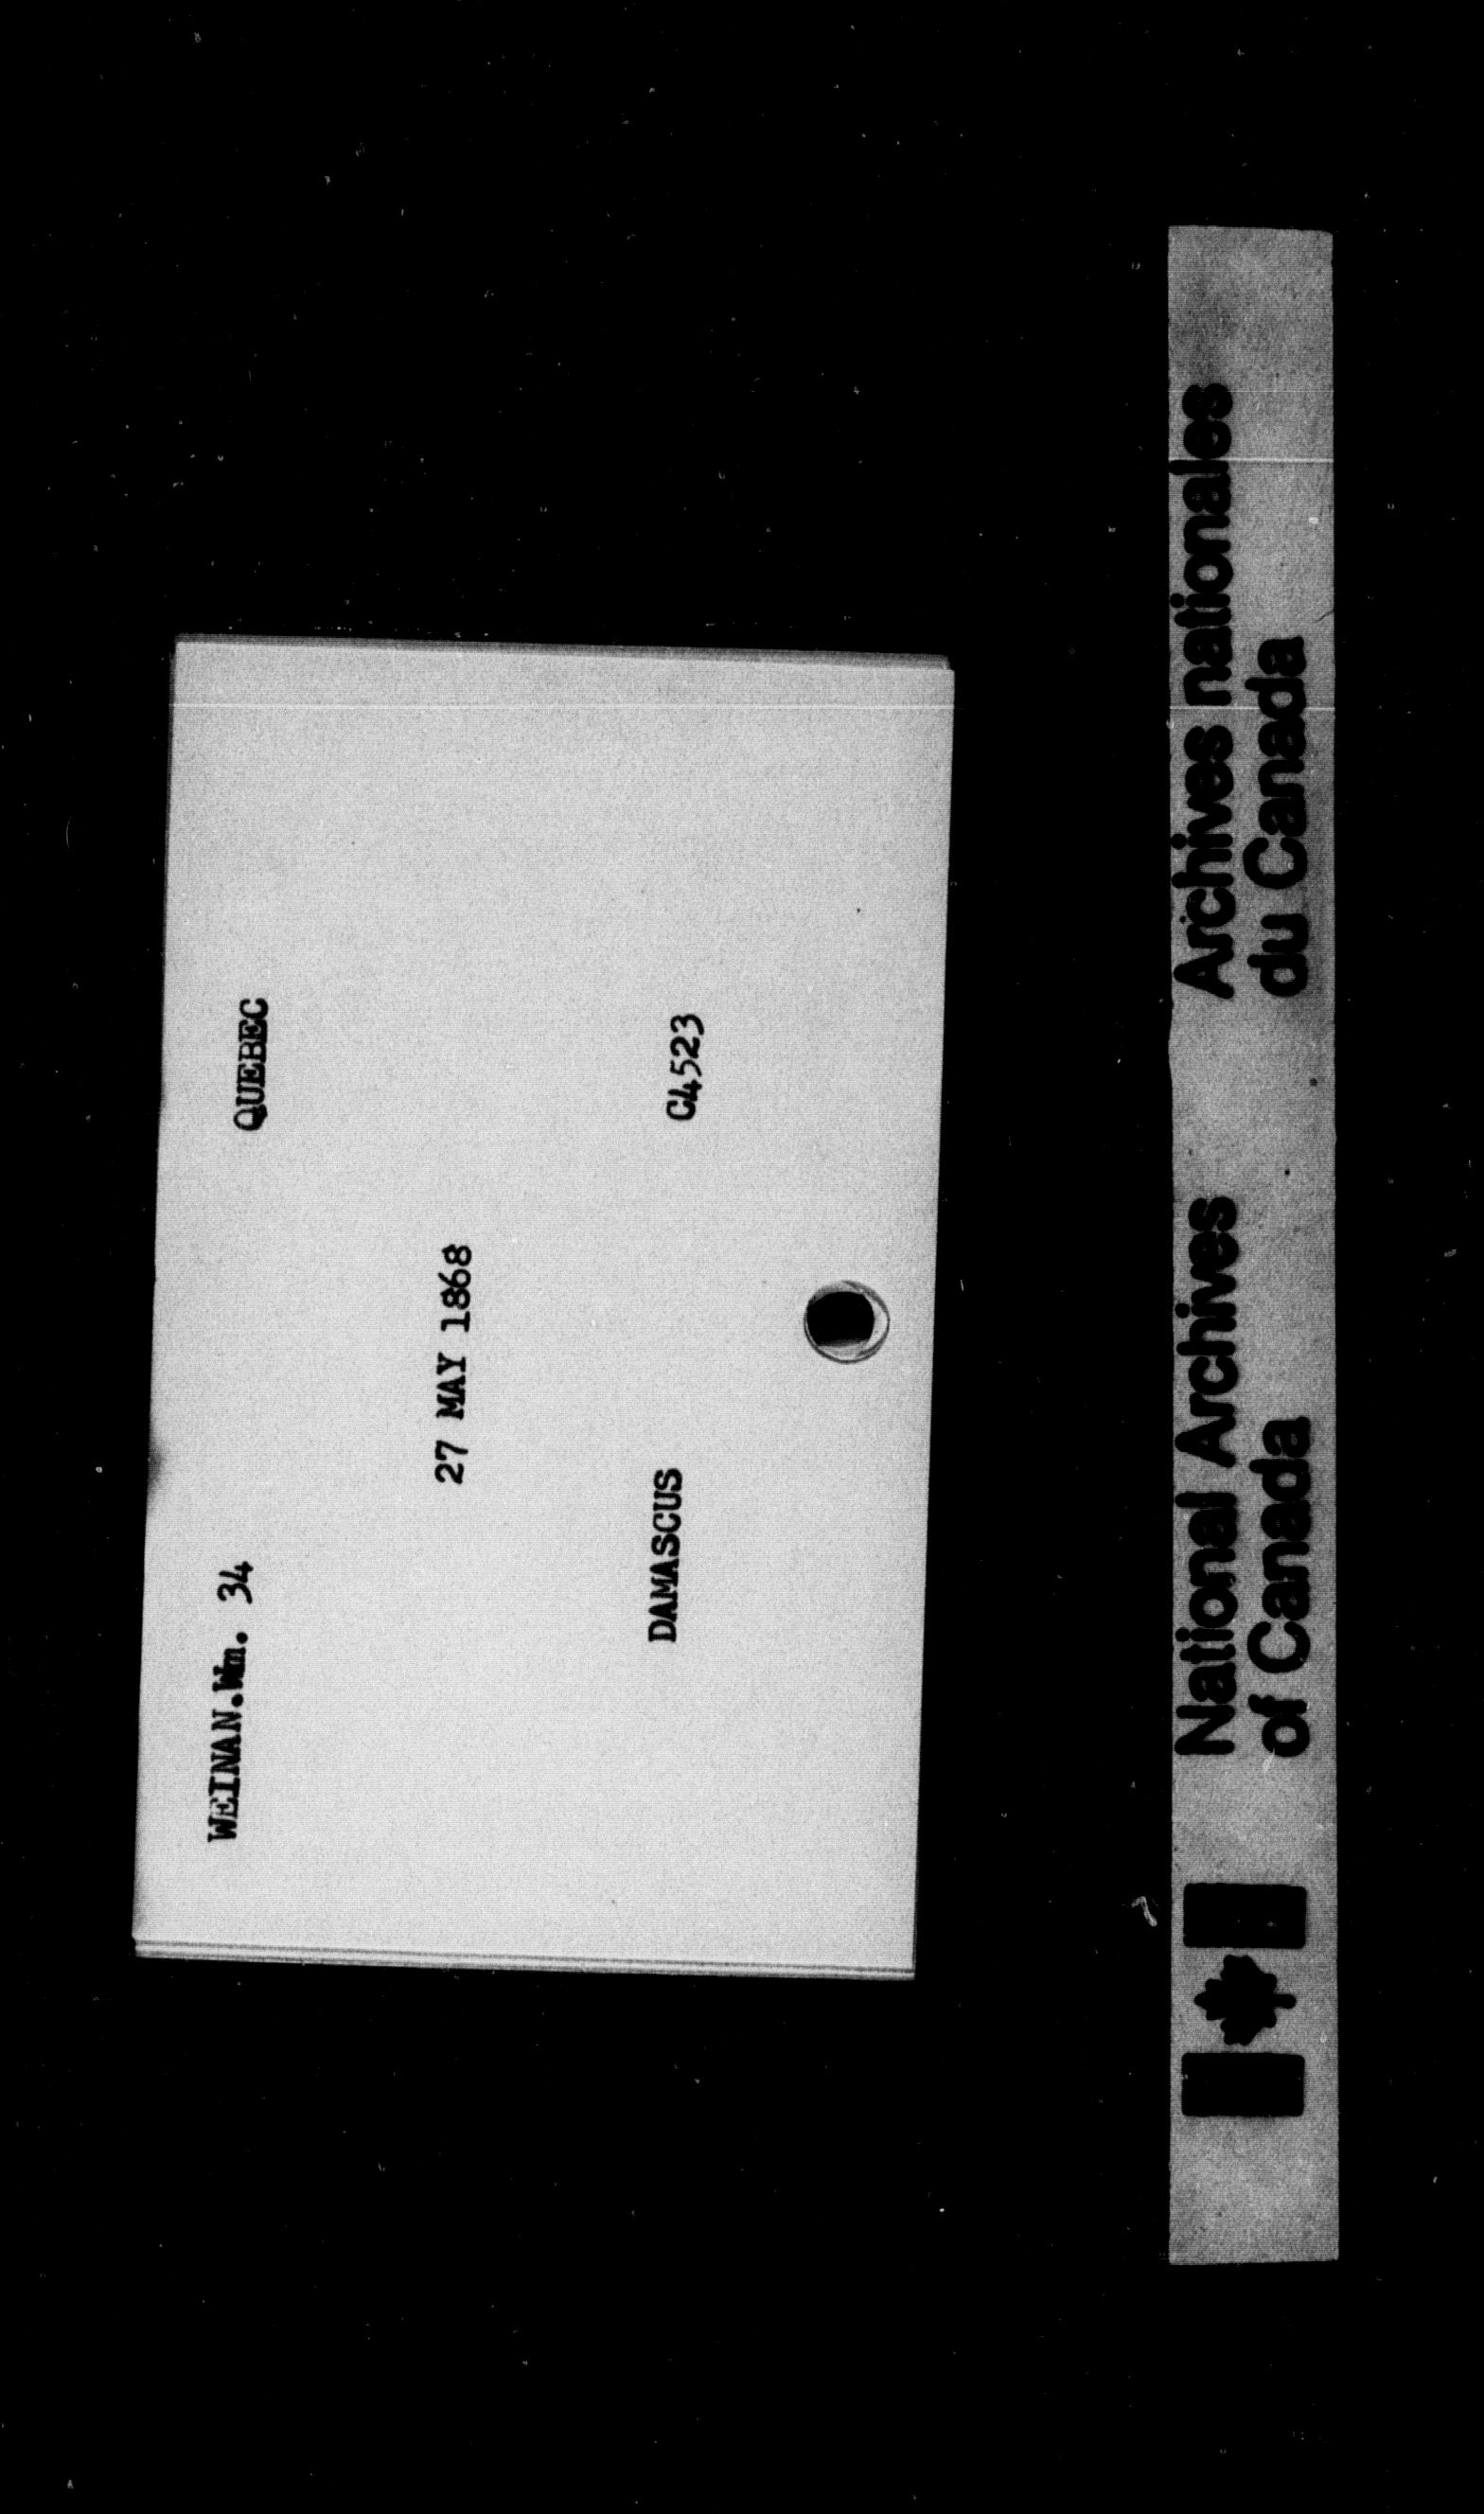 WEINAN.Wm. 34 QUEBEC
27 MAY 1868
DAMASCUS C4523
National Archives of Canada
Archives nationales du Canada